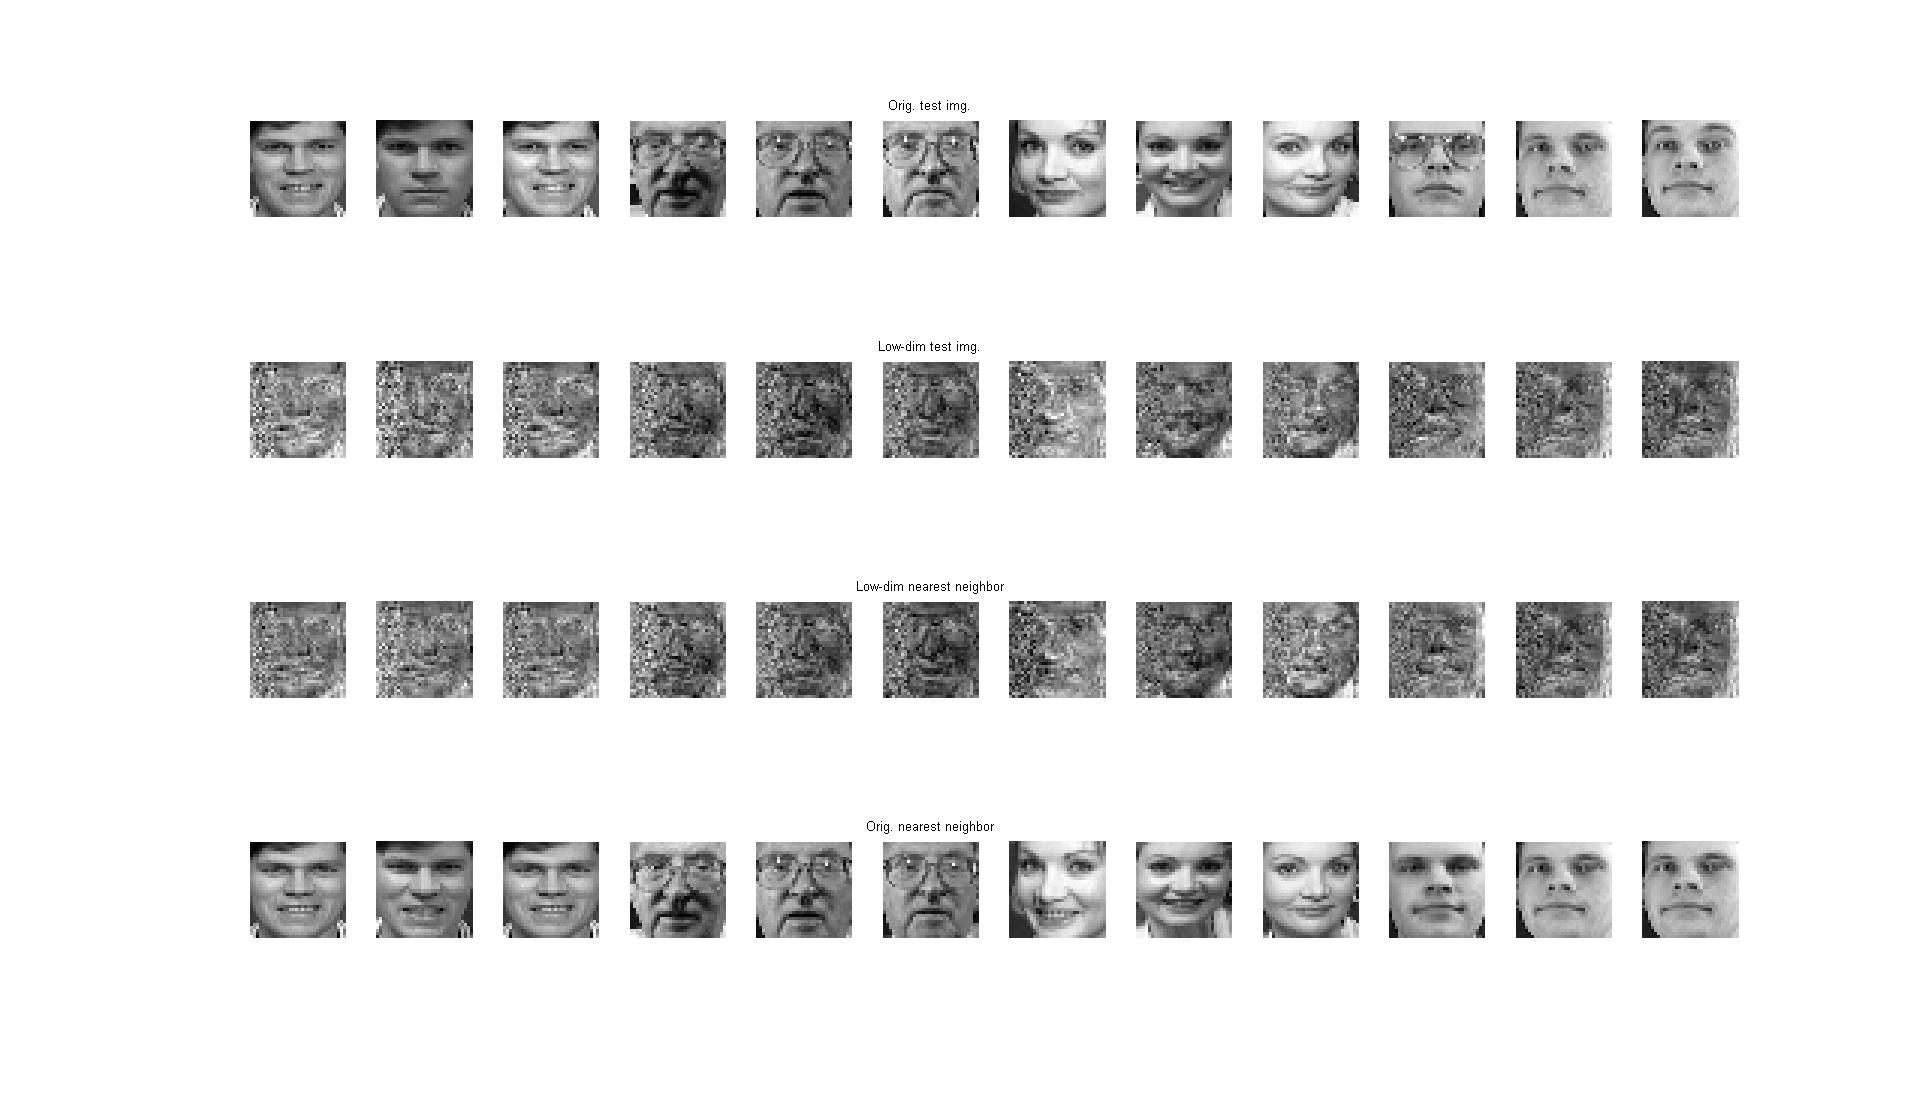 Orig. test img.
Low-dim test img.
Low-dim nearest neighbor
Orig. nearest neighbor